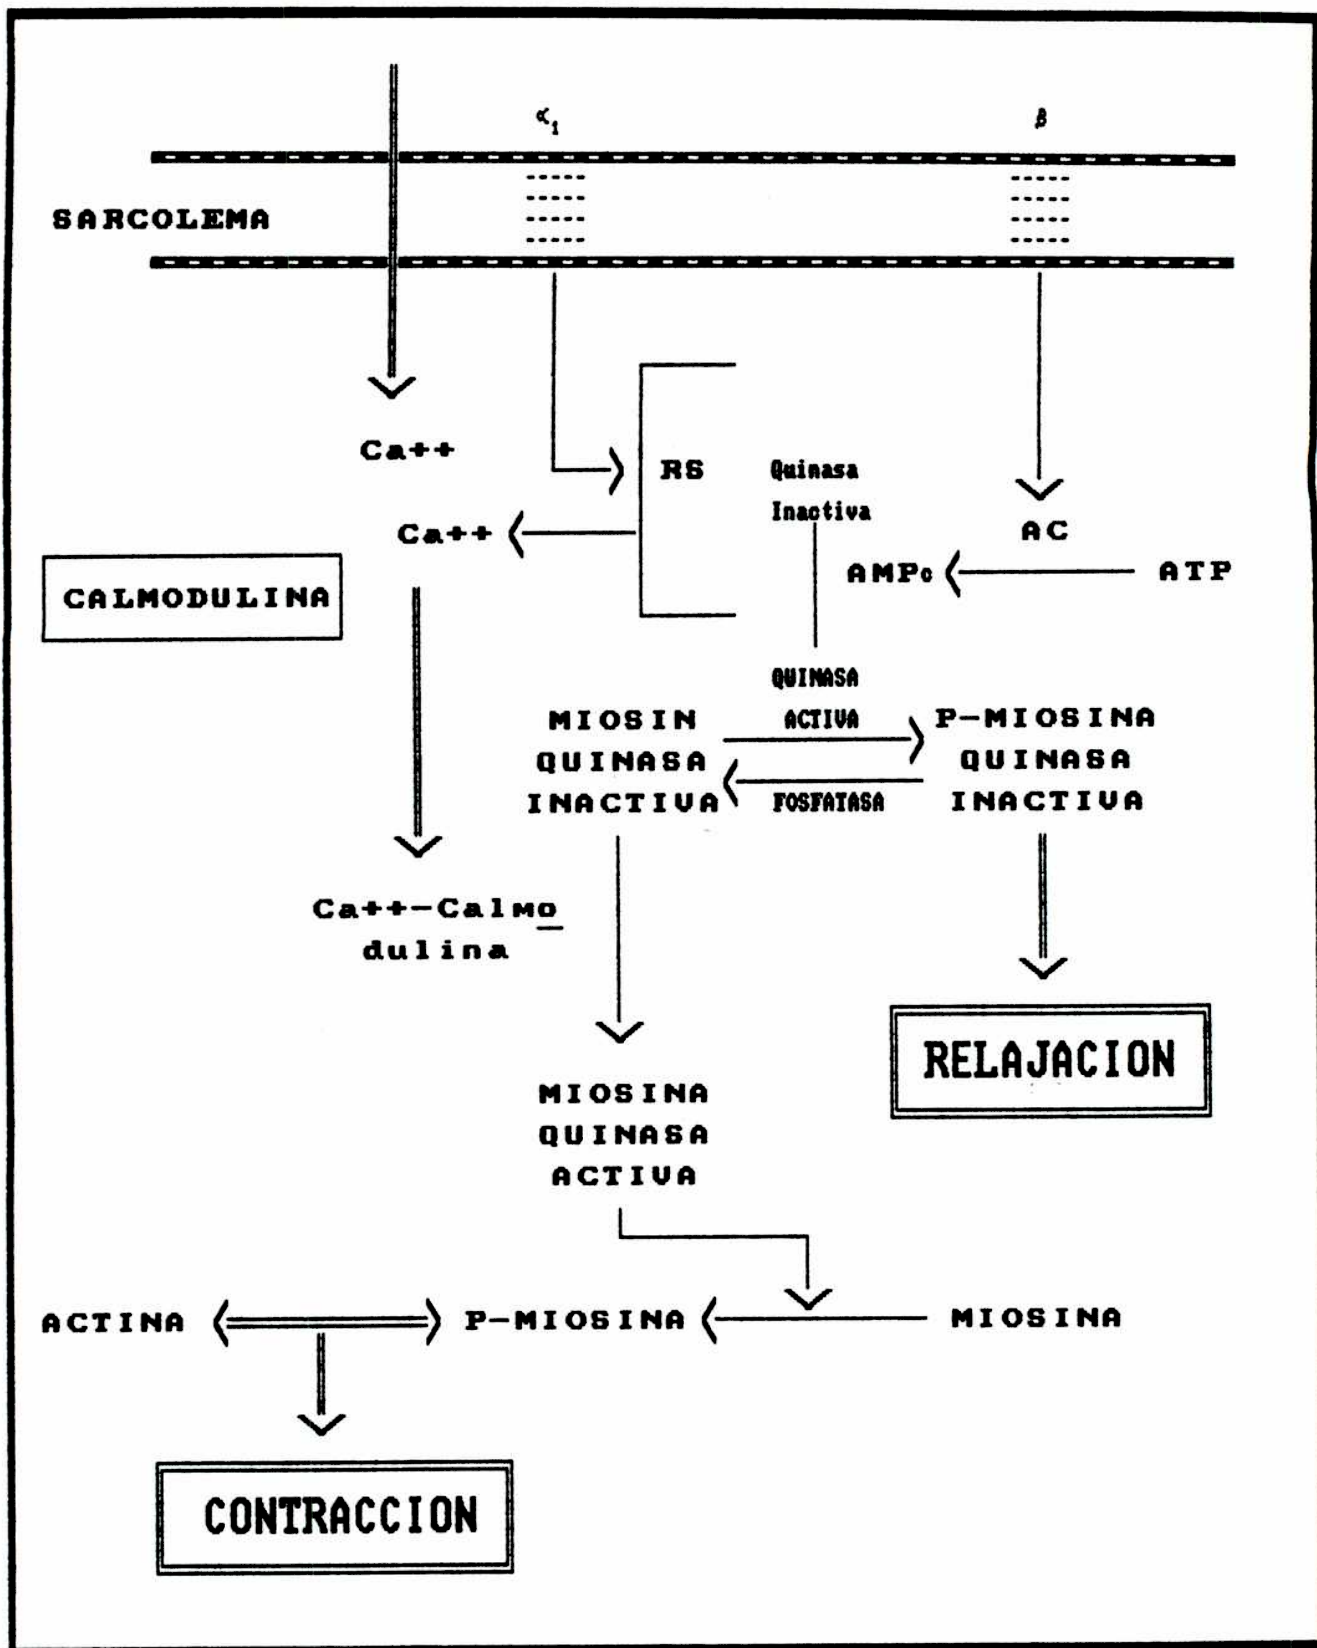 α1
β
SARCOLEMA
Ca++
RS
Quinasa
Inactiva
Ca++
AC
AMPc
ATP
CALMODULINA
QUINASA
ACTIVA
MIOSIN
QUINASA
INACTIVA
P-MIOSINA
QUINASA
INACTIVA
FOSFATASA
Ca++-Calmo
dulina
RELAJACION
MIOSINA
QUINASA
ACTIVA
ACTINA
P-MIOSINA
MIOSINA
CONTRACCION